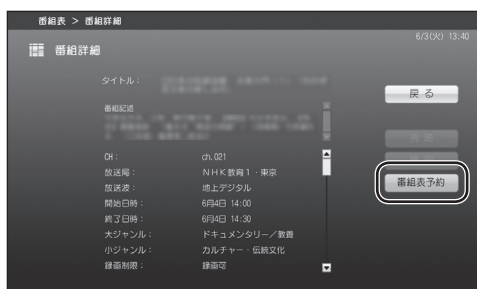 番組表 > 番組詳細
6/3(火) 13:40
番組詳細
タイトル：
戻る
番組記述
CH： ch. 021
放送局： NHK教育1・東京
放送波： 地上デジタル
番組表予約
開始日時： 6月4日 14:00
終了日時： 6月4日 14:30
大ジャンル： ドキュメンタリー／教養
小ジャンル： カルチャー・伝統文化
録画制限： 録画可